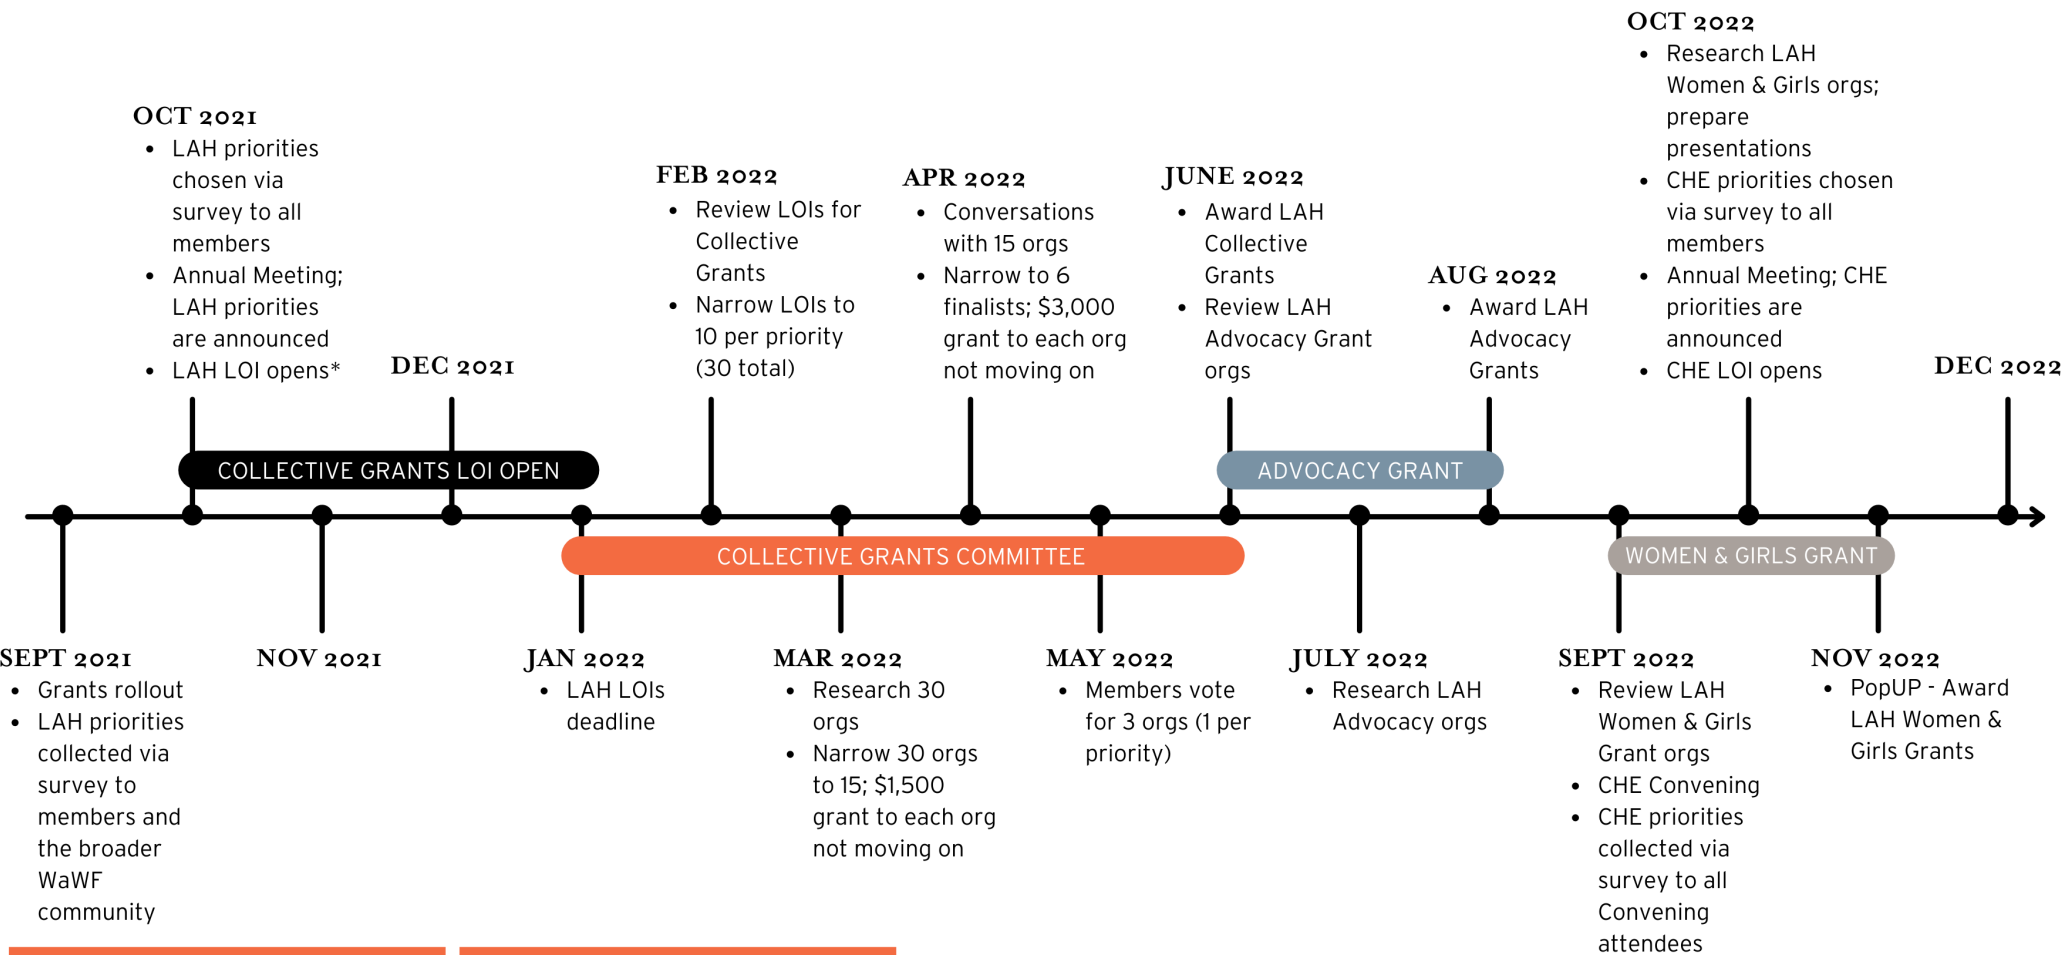 OCT 2021
• LAH priorities
chosen via
survey to all
members
• Annual Meeting;
LAH priorities
are announced
• LAH LOI opens*
DEC 2021
FEB 2022
• Review LOIs for
Collective
Grants
• Narrow LOIs to
10 per priority
(30 total)
APR 2022
• Conversations
with 15 orgs
• Narrow to 6
finalists; $3,000
grant to each org
not moving on
JUNE 2022
• Award LAH
Collective
Grants
• Review LAH
Advocacy Grant
orgs
AUG 2022
• Award LAH
Advocacy
Grants
OCT 2022
• Research LAH
Women & Girls orgs;
prepare
presentations
• CHE priorities chosen
via survey to all
members
• Annual Meeting; CHE
priorities are
announced
• CHE LOI opens
DEC 2022
COLLECTIVE GRANTS LOI OPEN
ADVOCACY GRANT
COLLECTIVE GRANTS COMMITTEE
WOMEN & GIRLS GRANT
SEPT 2021
• Grants rollout
• LAH priorities
collected via
survey to
members and
the broader
WaWF
community
NOV 2021
JAN 2022
• LAH LOIs
deadline
MAR 2022
• Research 30
orgs
• Narrow 30 orgs
to 15; $1,500
grant to each org
not moving on
MAY 2022
• Members vote
for 3 orgs (1 per
priority)
JULY 2022
• Research LAH
Advocacy orgs
SEPT 2022
• Review LAH
Women & Girls
Grant orgs
• CHE Convening
• CHE priorities
collected via
survey to all
Convening
attendees
NOV 2022
• PopUP - Award
LAH Women &
Girls Grants